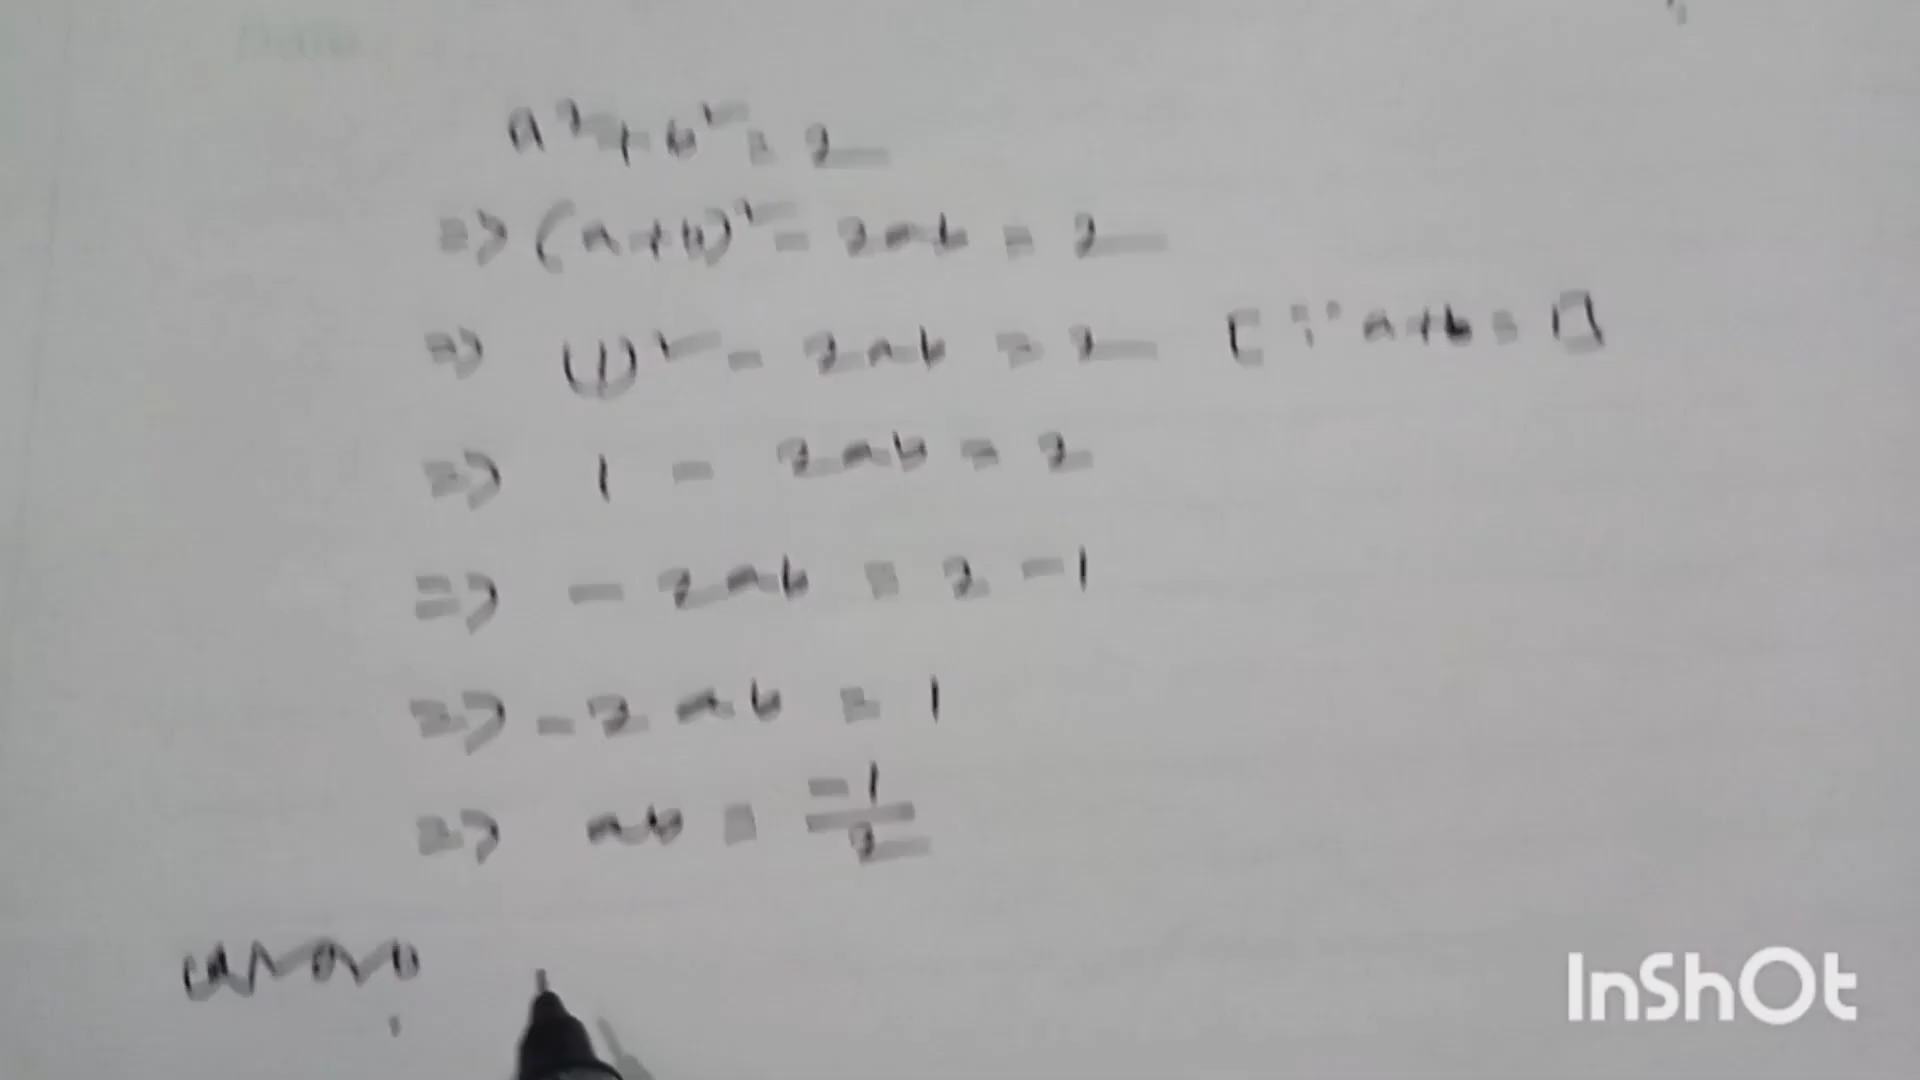 a² + b² = 2
=> (a+b)² - 2ab = 2
=> (1)² - 2ab = 2 [∵ a+b = 1]
=> 1 - 2ab = 2
=> -2ab = 2 - 1
=> -2ab = 1
=> ab = -1/2
InShOt